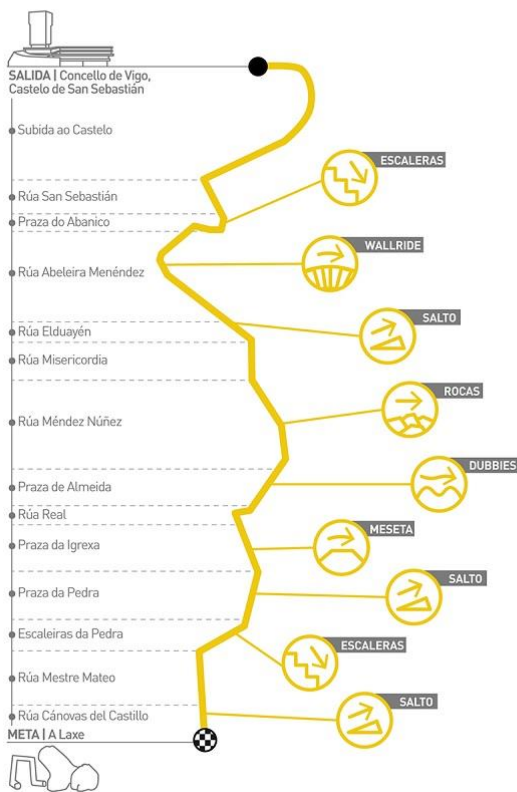 SALIDA | Concello de Vigo,
Castelo de San Sebastián
Subida ao Castelo
ESCALERAS
Rúa San Sebastián
Praza do Abanico
WALLRIDE
Rúa Abeleira Menéndez
SALTO
Rúa Elduayén
Rúa Misericordia
ROCAS
Rúa Méndez Núñez
DUBBIES
Praza de Almeida
Rúa Real
MESETA
Praza da Igrexa
SALTO
Praza da Pedra
Escaleiras da Pedra
ESCALERAS
Rúa Mestre Mateo
SALTO
Rúa Cánovas del Castillo
META | A Laxe